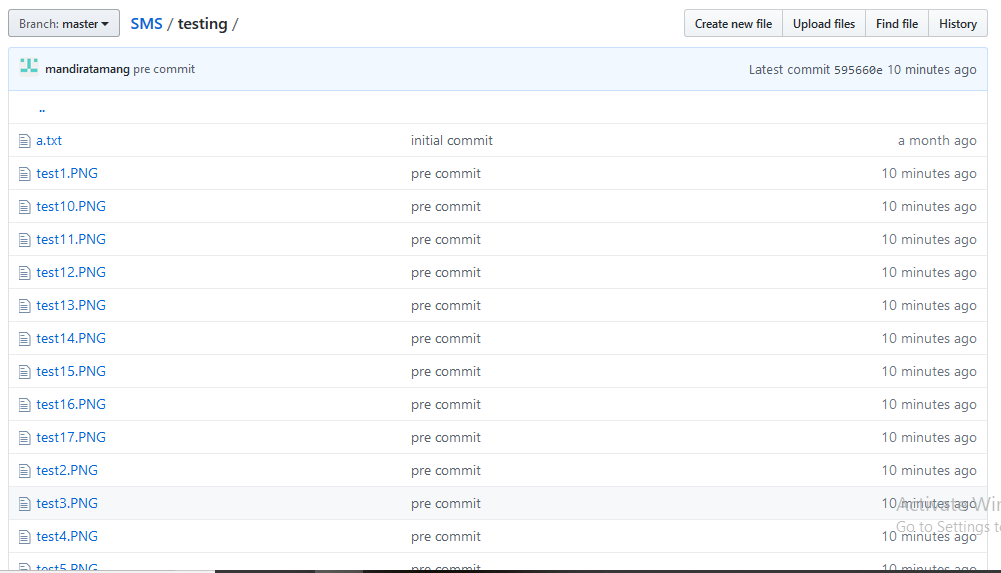 Branch: master SMS / testing / Create new file Upload files Find file History
mandiratamang pre commit Latest commit 595660e 10 minutes ago
..
a.txt initial commit a month ago
test1.PNG pre commit 10 minutes ago
test10.PNG pre commit 10 minutes ago
test11.PNG pre commit 10 minutes ago
test12.PNG pre commit 10 minutes ago
test13.PNG pre commit 10 minutes ago
test14.PNG pre commit 10 minutes ago
test15.PNG pre commit 10 minutes ago
test16.PNG pre commit 10 minutes ago
test17.PNG pre commit 10 minutes ago
test2.PNG pre commit 10 minutes ago
test3.PNG pre commit 10 minutes ago
Activate Win
Go to Settings t
test4.PNG pre commit 10 minutes ago
test5.PNG pre commit 10 minutes ago